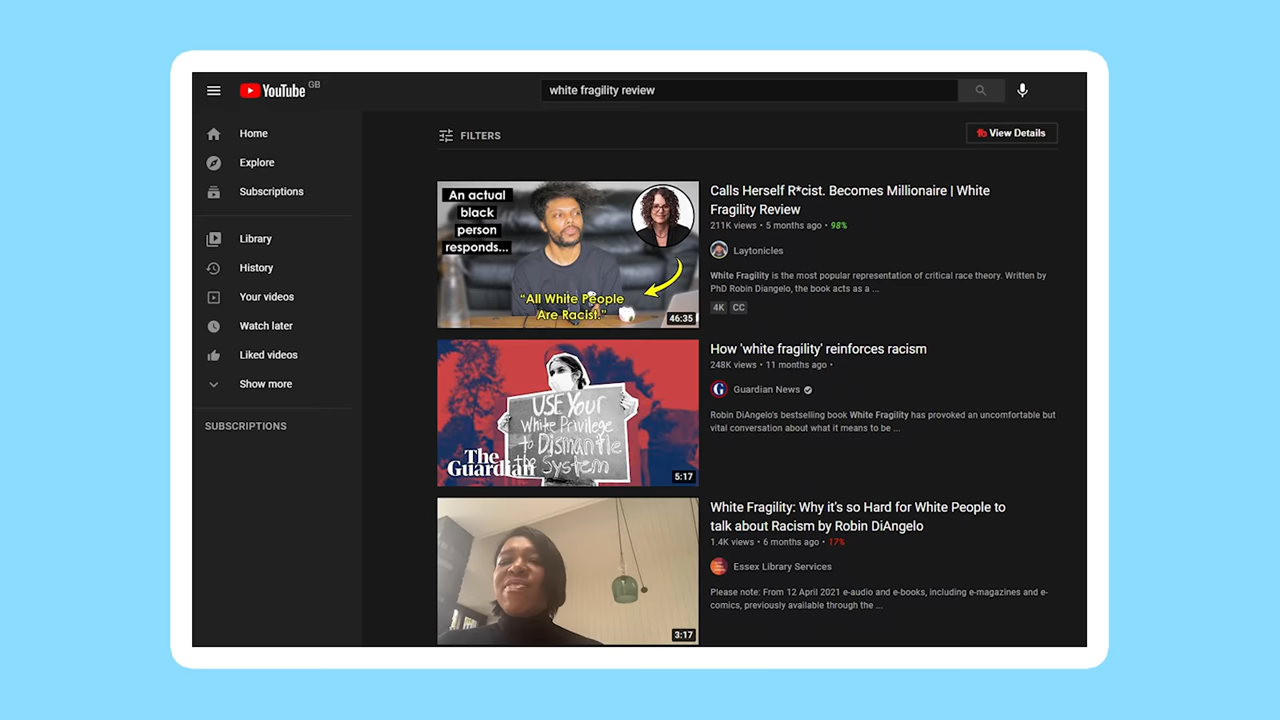 YouTube GB
white fragility review
Home
Explore
Subscriptions
Library
History
Your videos
Watch later
Liked videos
Show more
SUBSCRIPTIONS
FILTERS
View Details
An actual
black
person
responds...
"All White People
Are Racist."
46:35
Calls Herself R*cist. Becomes Millionaire | White
Fragility Review
211K views • 5 months ago • 98%
Laytonicles
White Fragility is the most popular representation of critical race theory. Written by
PhD Robin Diangelo, the book acts as a ...
4K CC
USE YOUR
White Privilege
to Dismantle
the System
The
Guardian
5:17
How 'white fragility' reinforces racism
248K views • 11 months ago •
G Guardian News
Robin DiAngelo's bestselling book White Fragility has provoked an uncomfortable but
vital conversation about what it means to be ...
3:17
White Fragility: Why it's so Hard for White People to
talk about Racism by Robin DiAngelo
1.4K views • 6 months ago • 17%
Essex Library Services
Please note: From 12 April 2021 e-audio and e-books, including e-magazines and e-
comics, previously available through the ...